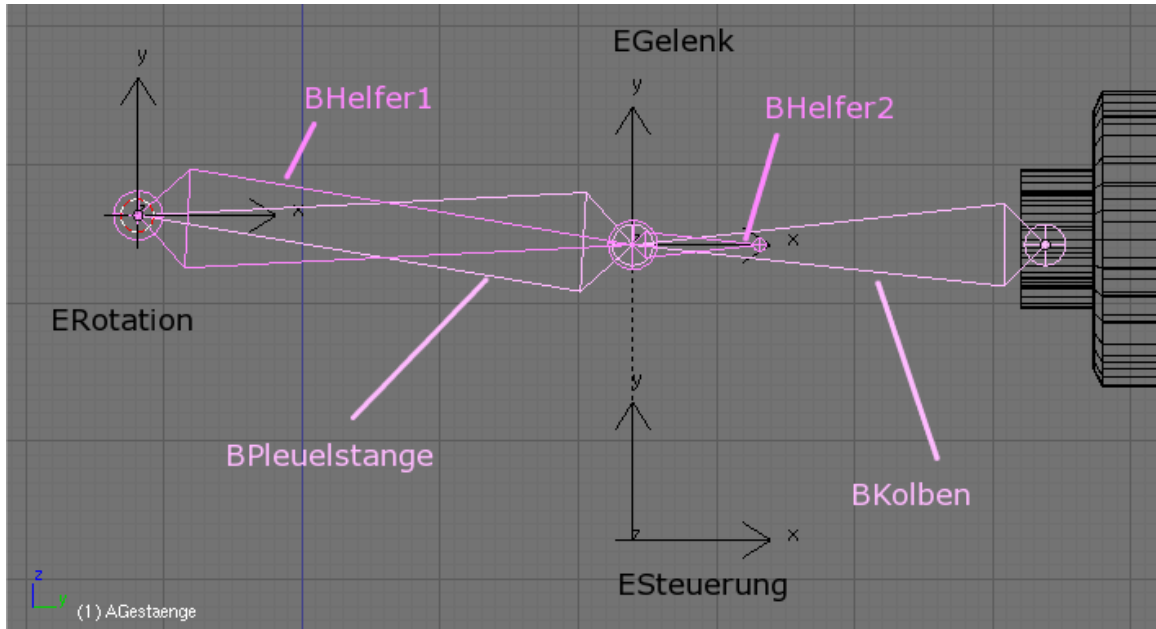 EGelenk
y
y
BHelfer1
BHelfer2
x
x
ERotation
y
BPleuelstange
BKolben
x
z
ESteuerung
z
y
(1) AGestaenge